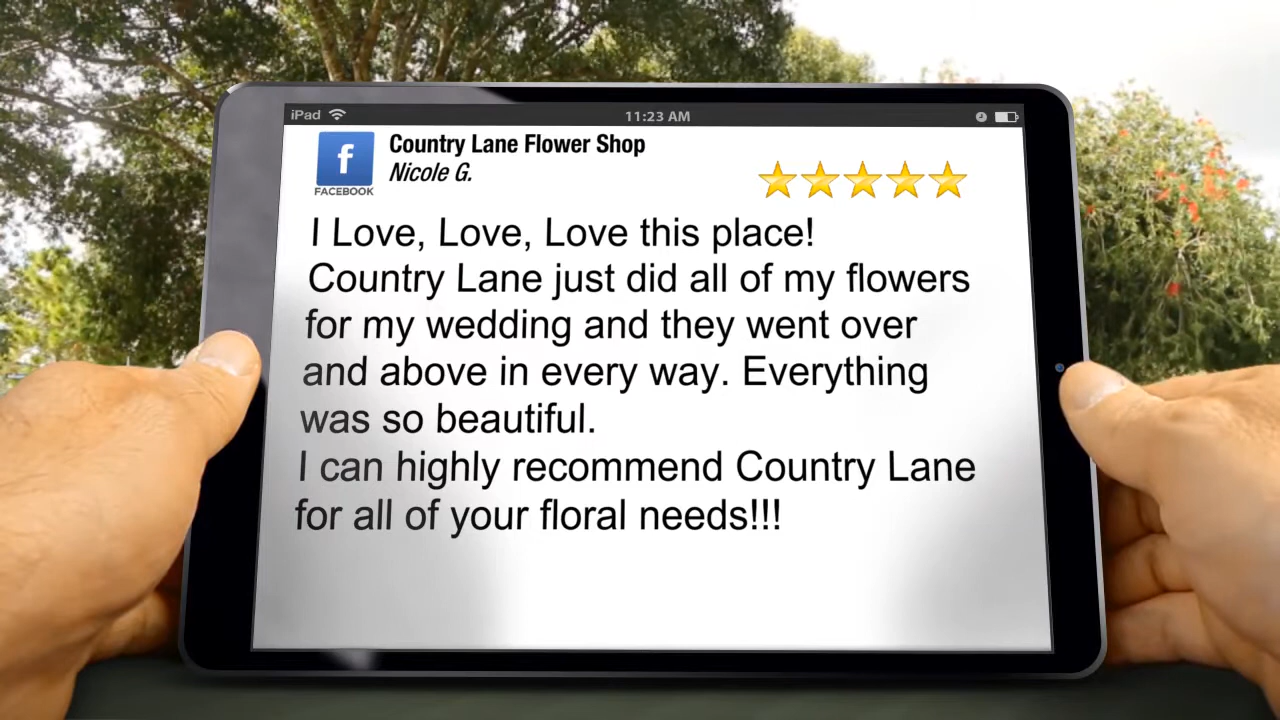 iPad 11:23 AM
f
FACEBOOK
Country Lane Flower Shop
Nicole G.
I Love, Love, Love this place!
Country Lane just did all of my flowers
for my wedding and they went over
and above in every way. Everything
was so beautiful.
I can highly recommend Country Lane
for all of your floral needs!!!